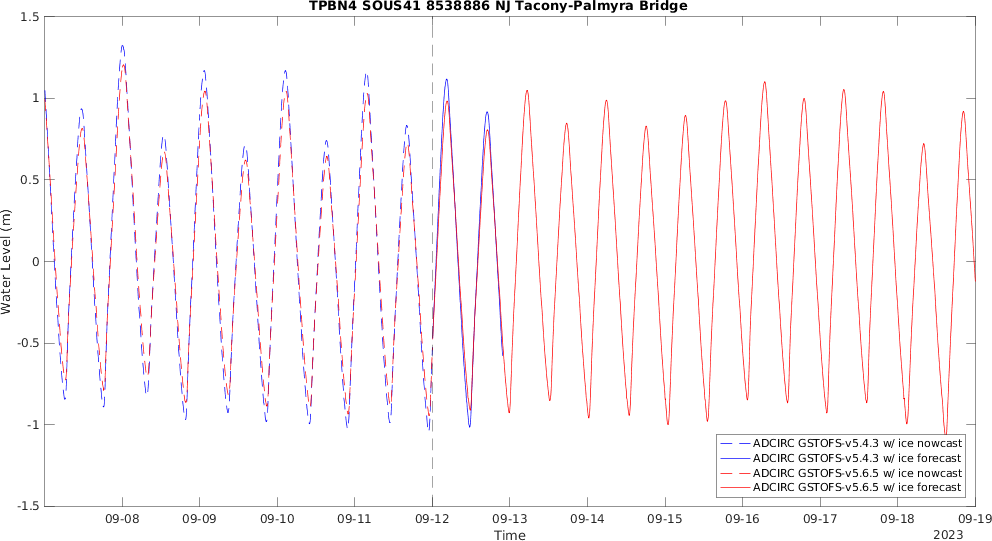 TPBN4 SOUS41 8538886 NJ Tacony-Palmyra Bridge
1.5
1
0.5
0
-0.5
-1
-1.5
Water Level (m)
09-08 09-09 09-10 09-11 09-12 09-13 09-14 09-15 09-16 09-17 09-18 09-19
Time
2023
ADCIRC GSTOFS-v5.4.3 w/ ice nowcast
ADCIRC GSTOFS-v5.4.3 w/ ice forecast
ADCIRC GSTOFS-v5.6.5 w/ ice nowcast
ADCIRC GSTOFS-v5.6.5 w/ ice forecast